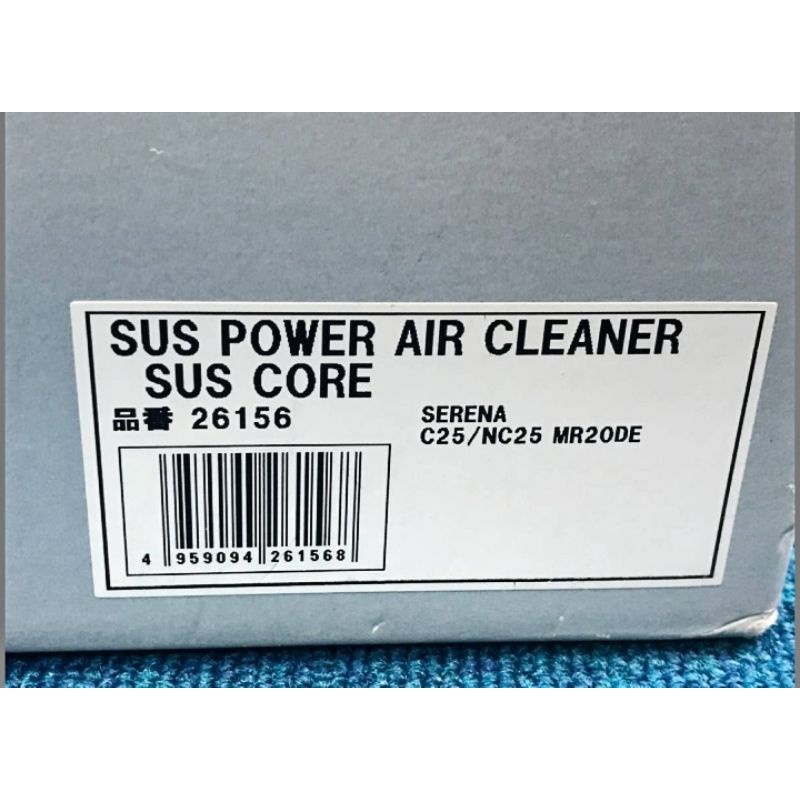 SUS POWER AIR CLEANER
SUS CORE
品番 26156
SERENA
C25/NC25 MR20DE
4 959094 261568